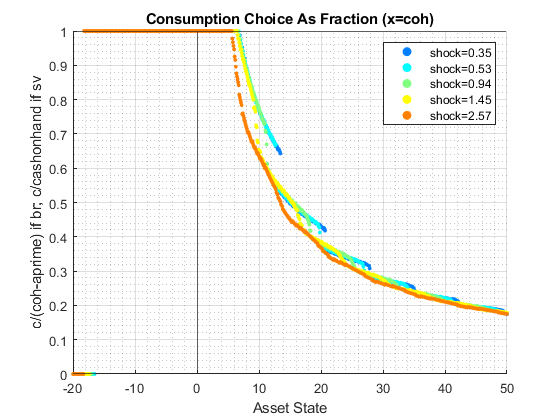 Consumption Choice As Fraction (x=coh)
c/(coh-aprime) if br, c/cashonhand if sv
1
0.9
0.8
0.7
0.6
0.5
0.4
0.3
0.2
0.1
0
-20
-10
0
10
20
30
40
50
Asset State
shock=0.35
shock=0.53
shock=0.94
shock=1.45
shock=2.57